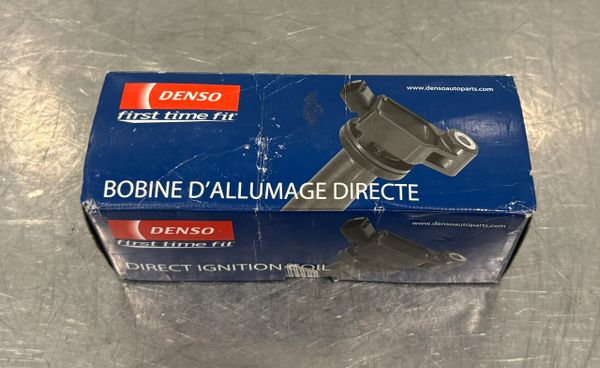 DENSO
first time fit
www.densoautoparts.com
BOBINE D'ALLUMAGE DIRECTE
DENSO
first time fit
www.densoautoparts.com
DIRECT IGNITION COIL